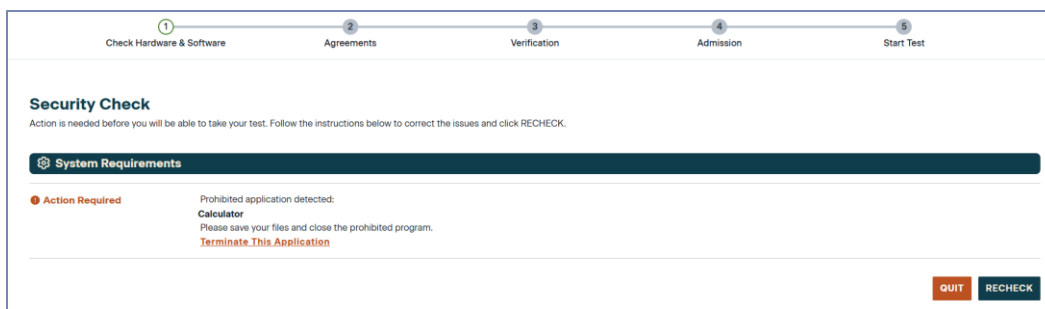 1 2 3 4 5
Check Hardware & Software Agreements Verification Admission Start Test
Security Check
Action is needed before you will be able to take your test. Follow the instructions below to correct the issues and click RECHECK.
System Requirements
Action Required Prohibited application detected:
Calculator
Please save your files and close the prohibited program.
Terminate This Application
QUIT RECHECK